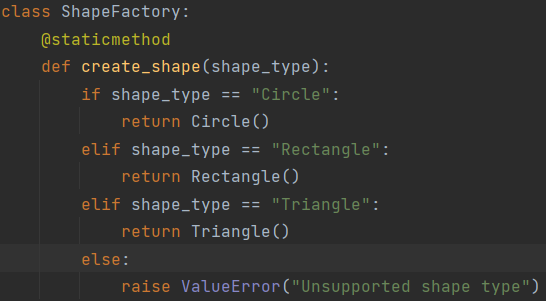 class ShapeFactory:
    @staticmethod
    def create_shape(shape_type):
        if shape_type == "Circle":
            return Circle()
        elif shape_type == "Rectangle":
            return Rectangle()
        elif shape_type == "Triangle":
            return Triangle()
        else:
            raise ValueError("Unsupported shape type")